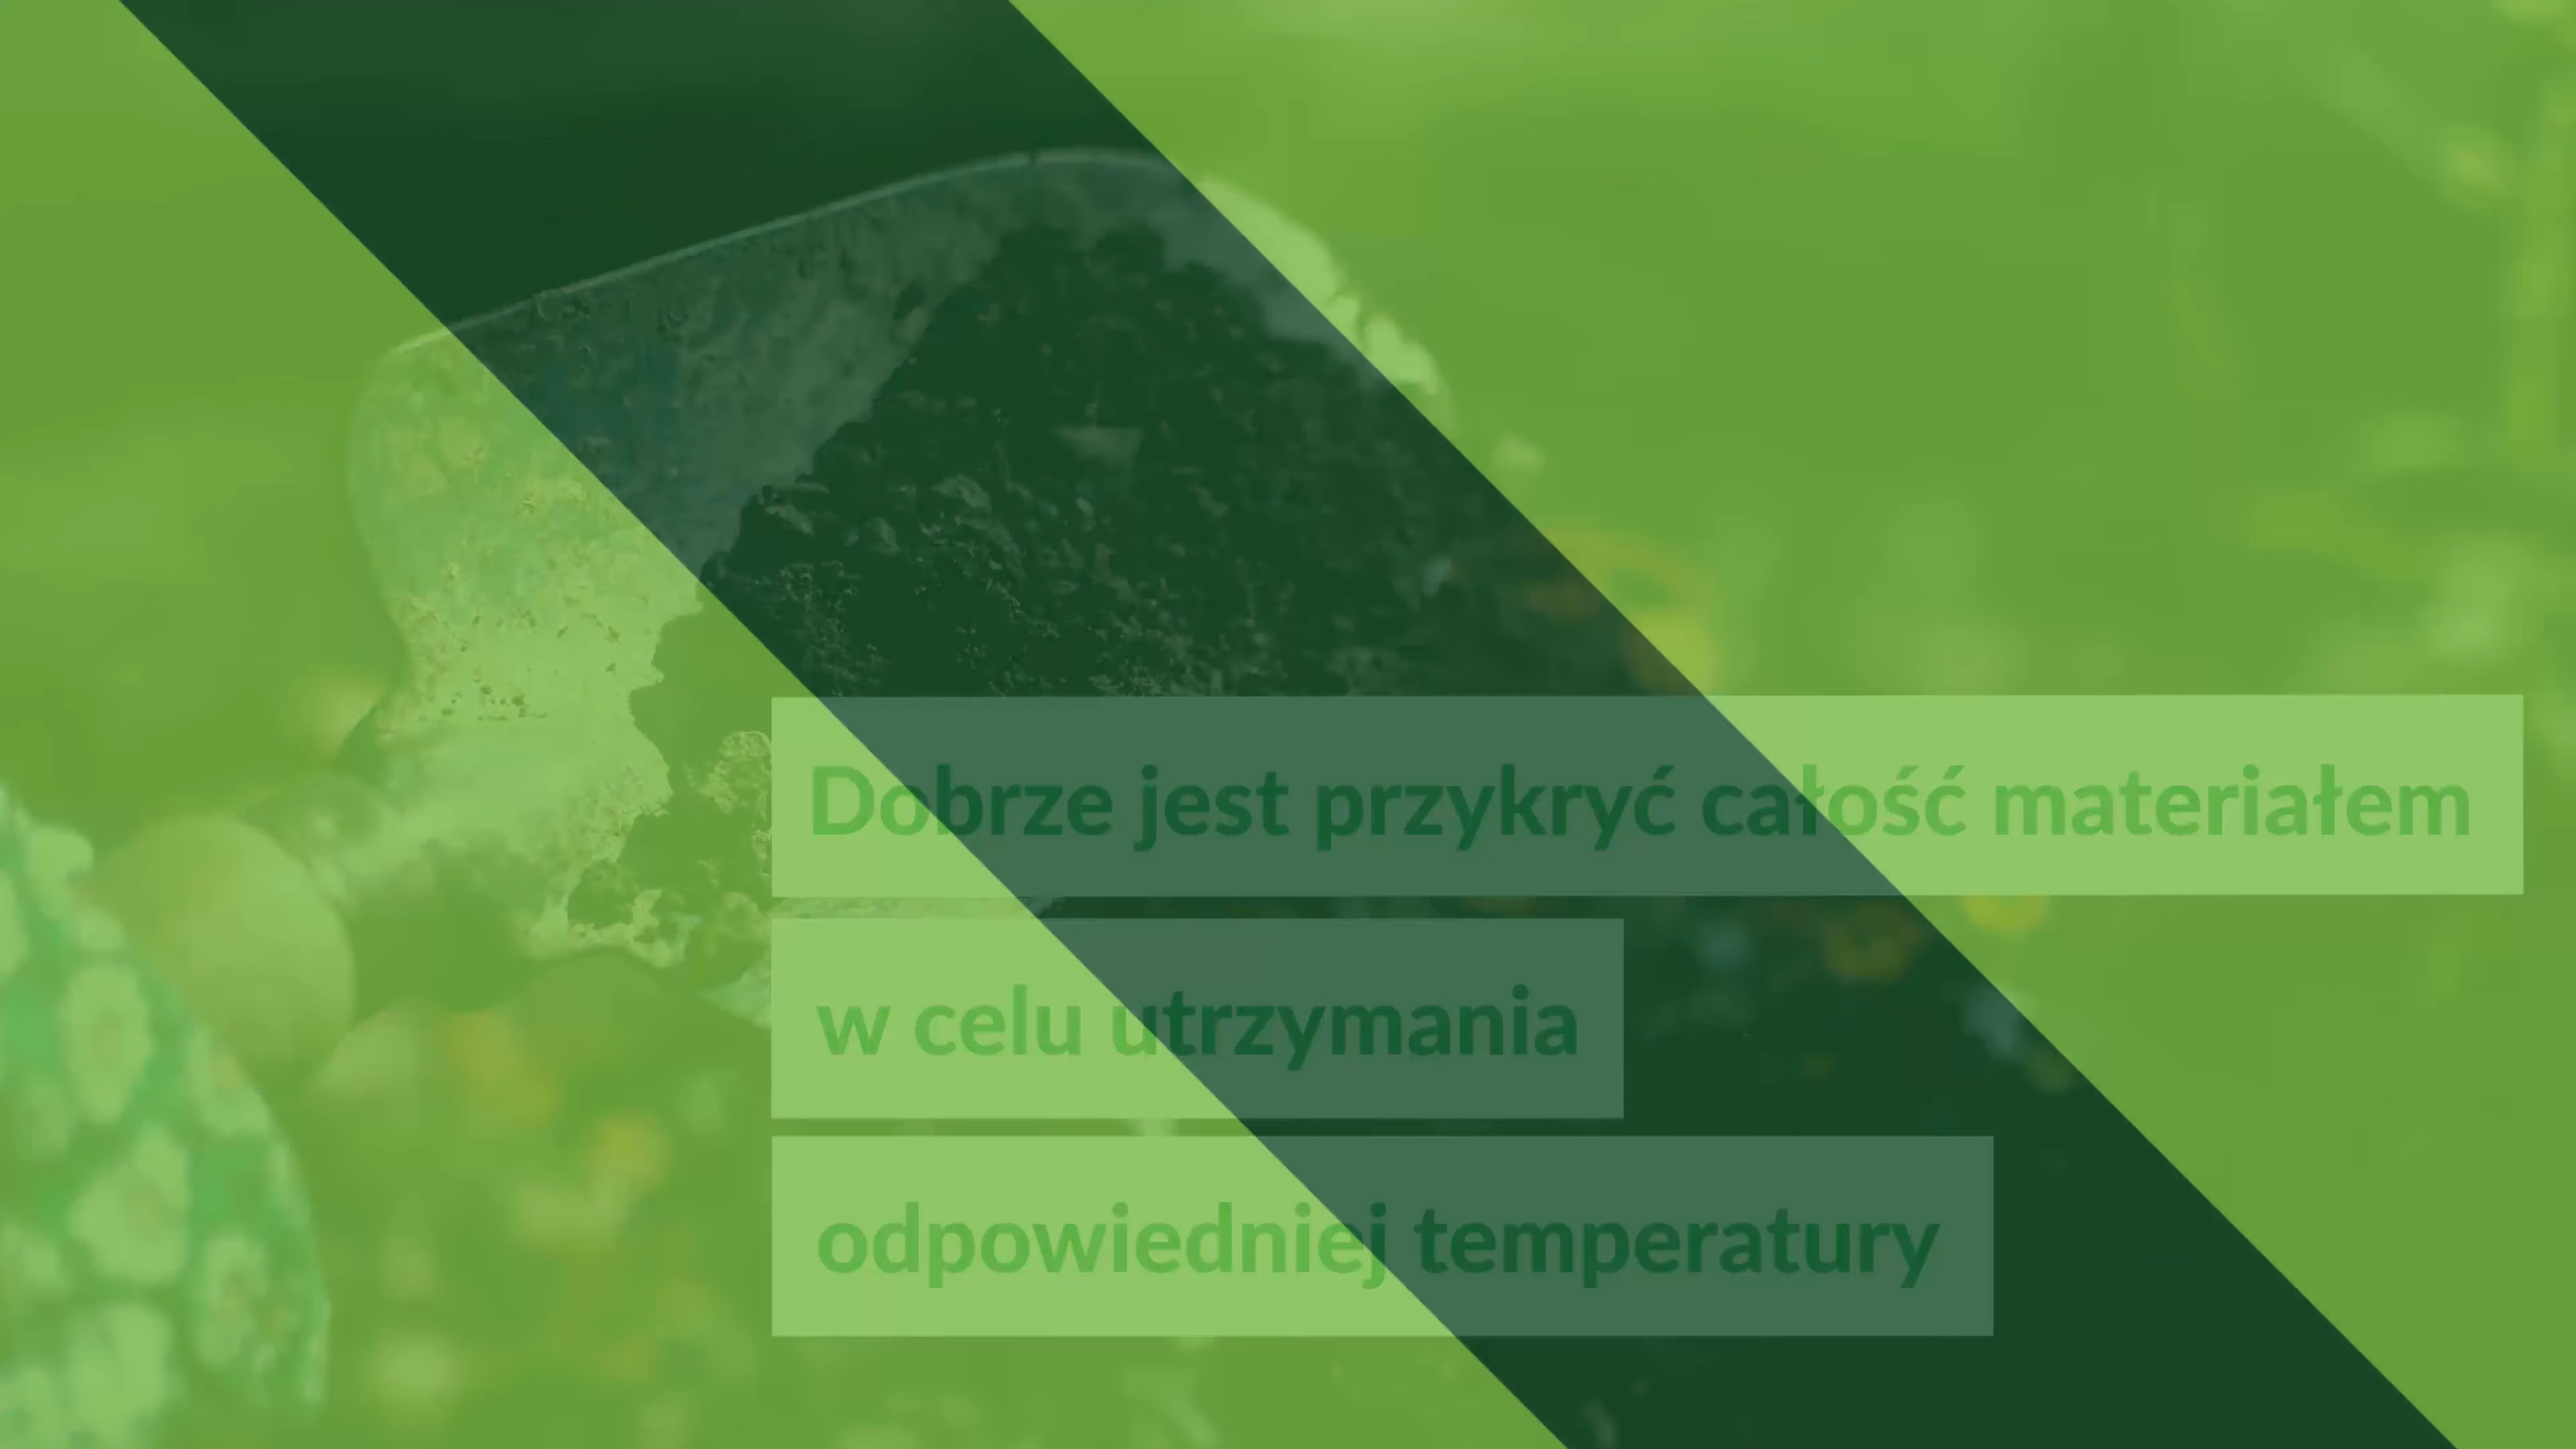 Dobrze jest przykryć całość materiałem
w celu utrzymania
odpowiedniej temperatury